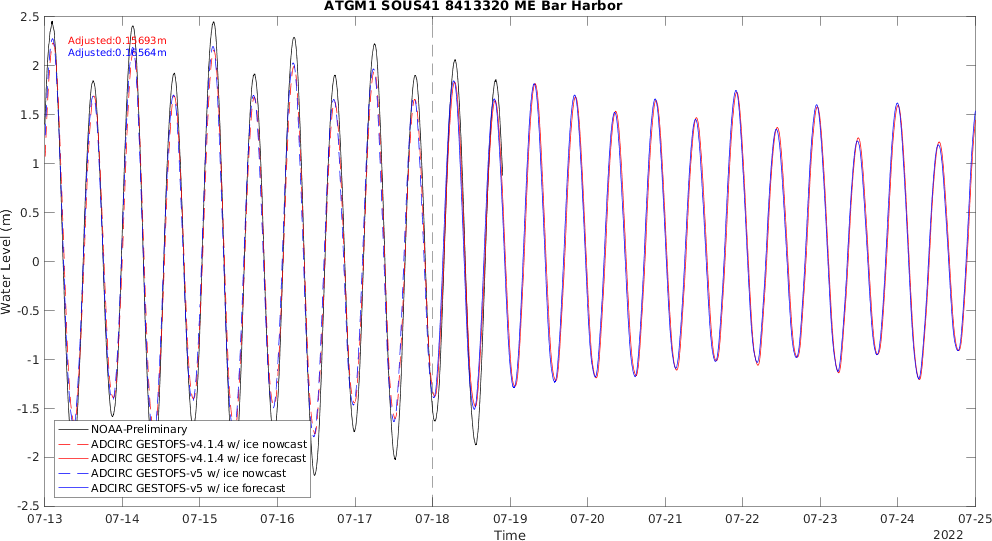 ATGM1 SOUS41 8413320 ME Bar Harbor
Adjusted:0.15693m
Adjusted:0.16564m
Water Level (m)
2.5
2
1.5
1
0.5
0
-0.5
-1
-1.5
-2
-2.5
NOAA-Preliminary
ADCIRC GESTOFS-v4.1.4 w/ ice nowcast
ADCIRC GESTOFS-v4.1.4 w/ ice forecast
ADCIRC GESTOFS-v5 w/ ice nowcast
ADCIRC GESTOFS-v5 w/ ice forecast
07-13 07-14 07-15 07-16 07-17 07-18 07-19 07-20 07-21 07-22 07-23 07-24 07-25
Time
2022